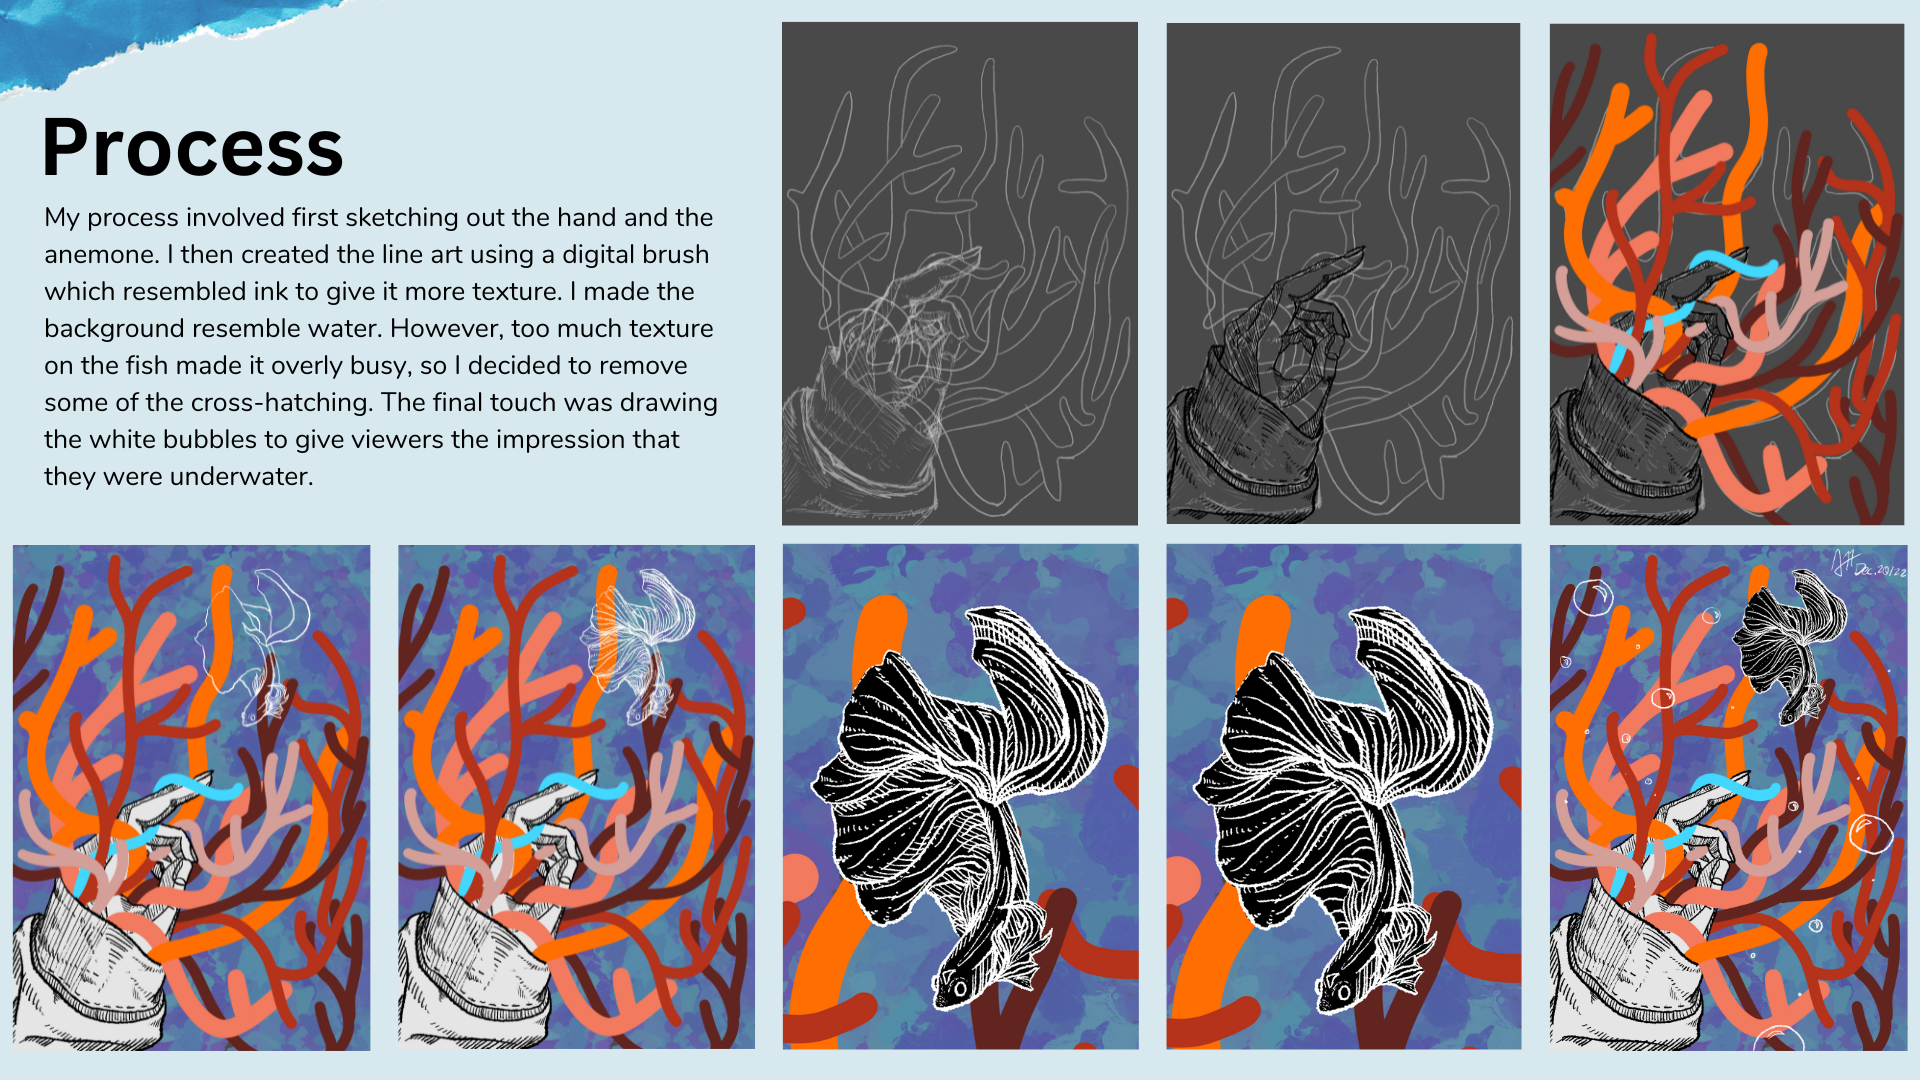 Process
My process involved first sketching out the hand and the
anemone. I then created the line art using a digital brush
which resembled ink to give it more texture. I made the
background resemble water. However, too much texture
on the fish made it overly busy, so I decided to remove
some of the cross-hatching. The final touch was drawing
the white bubbles to give viewers the impression that
they were underwater.